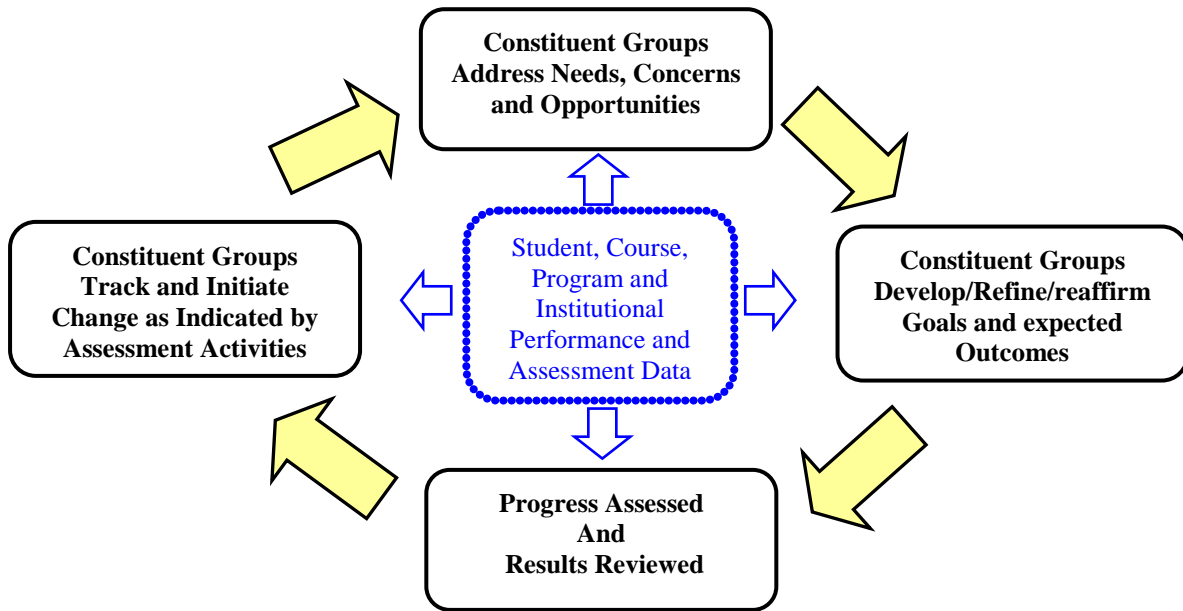 Constituent Groups
Address Needs, Concerns
and Opportunities
Constituent Groups
Track and Initiate
Change as Indicated by
Assessment Activities
Student, Course,
Program and
Institutional
Performance and
Assessment Data
Constituent Groups
Develop/Refine/reaffirm
Goals and expected
Outcomes
Progress Assessed
And
Results Reviewed